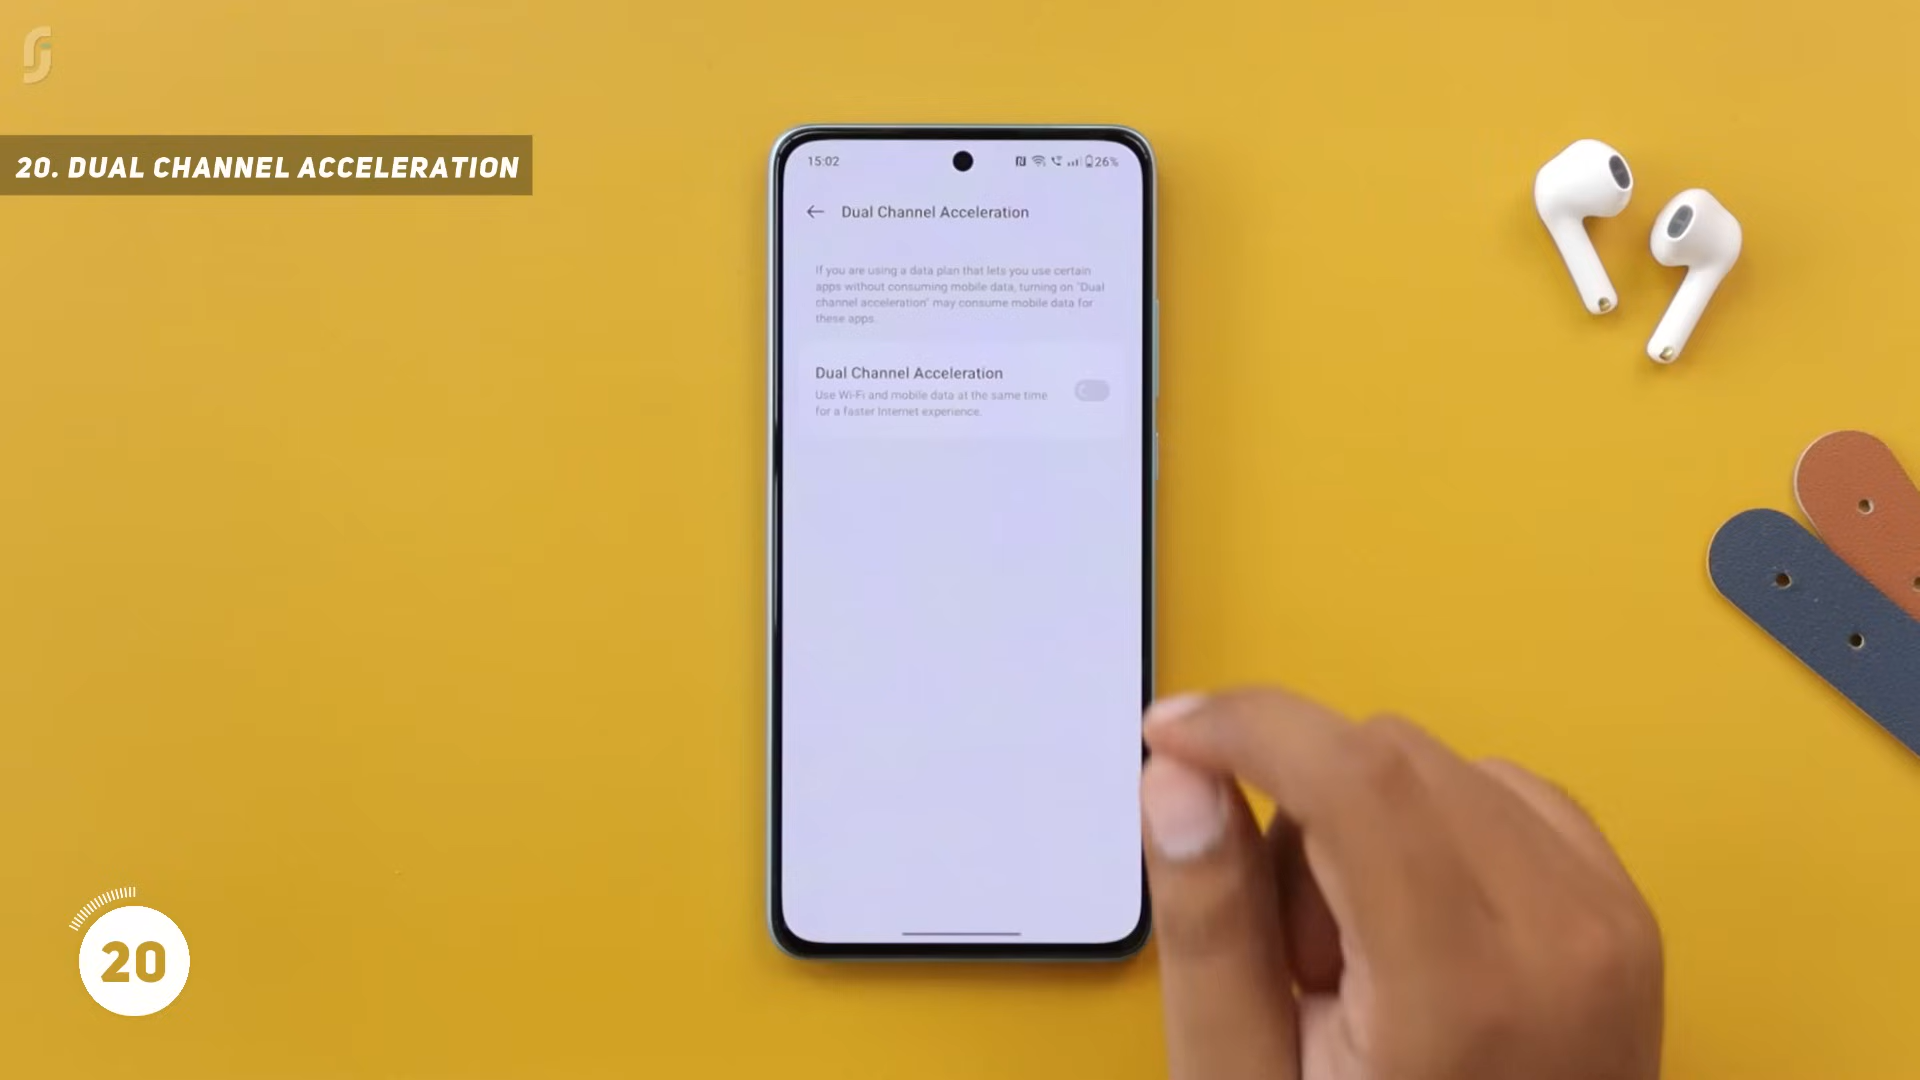 20. DUAL CHANNEL ACCELERATION
15:02
26%
Dual Channel Acceleration
If you are using a data plan that lets you use certain
apps without consuming mobile data, turning on "Dual
channel acceleration" may consume mobile data for
these apps.
Dual Channel Acceleration
Use Wi-Fi and mobile data at the same time
for a faster Internet experience.
20